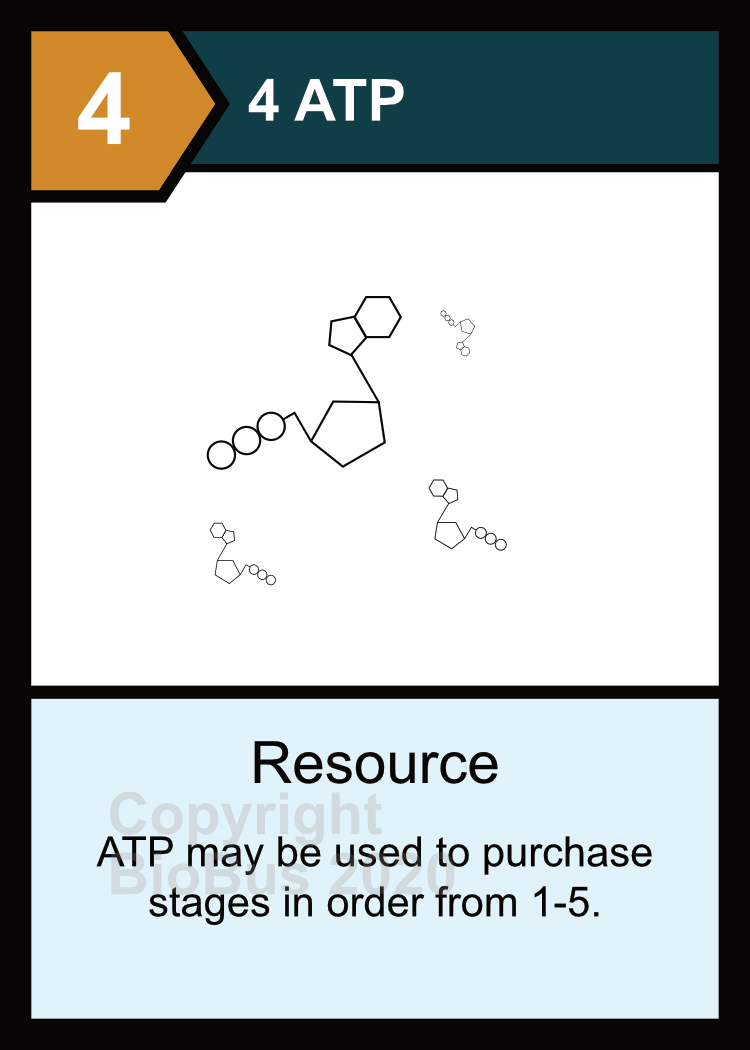 4
4 ATP
Resource
Copyright
ATP may be used to purchase
BioBus 2020
stages in order from 1-5.